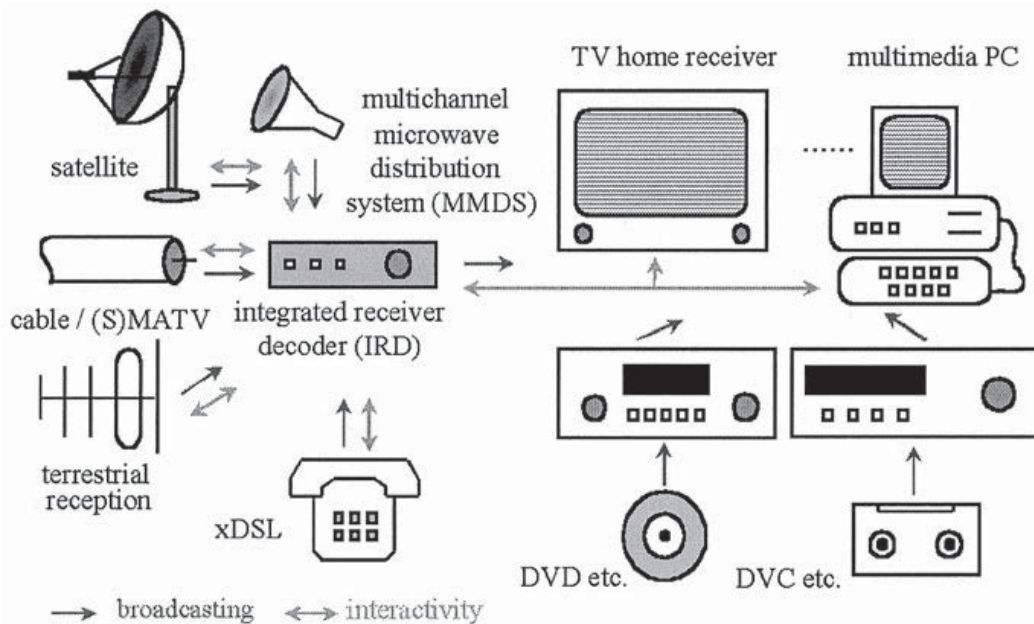 TV home receiver
multimedia PC
multichannel
microwave
distribution
system (MMDS)
satellite
cable / (S)MATV
integrated receiver
decoder (IRD)
terrestrial
reception
xDSL
DVD etc.
DVC etc.
broadcasting
interactivity